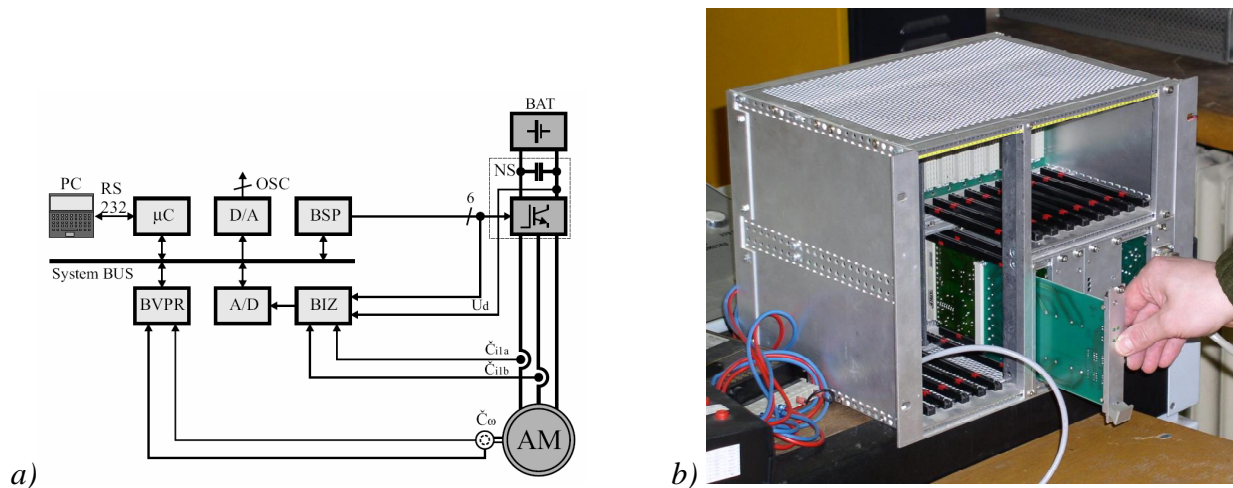 BAT
NS
PC
RS
232
OSC
6
μC
D/A
BSP
System BUS
BVPR
A/D
BIZ
Ud
Či1a
Či1b
Čω
AM
a)
b)